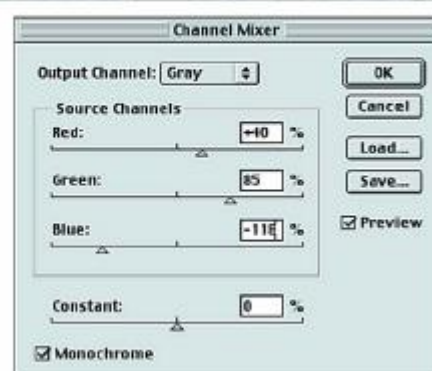 Channel Mixer
Output Channel: Gray
OK
Cancel
Load...
Save...
Preview
Source Channels
Red: +40 %
Green: 85 %
Blue: -118 %
Constant: 0 %
Monochrome